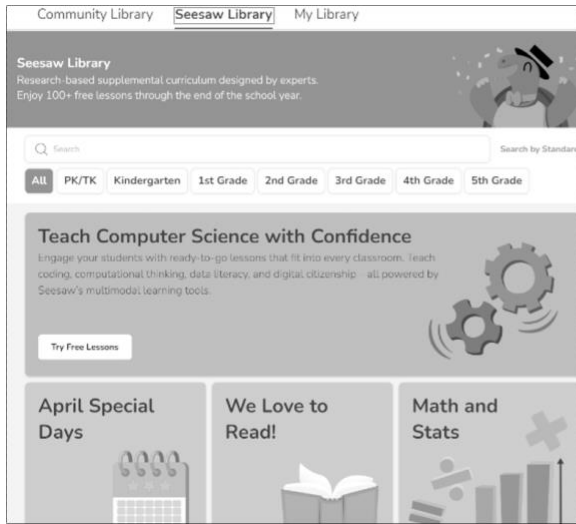 Community Library Seesaw Library My Library
Seesaw Library
Research-based supplemental curriculum designed by experts.
Enjoy 100+ free lessons through the end of the school year.
Search Search by Standar
All PK/TK Kindergarten 1st Grade 2nd Grade 3rd Grade 4th Grade 5th Grade
Teach Computer Science with Confidence
Engage your students with ready-to-go lessons that fit into every classroom. Teach
coding, computational thinking, data literacy, and digital citizenship - all powered by
Seesaw's multimodal learning tools.
Try Free Lessons
April Special
Days
We Love to
Read!
Math and
Stats